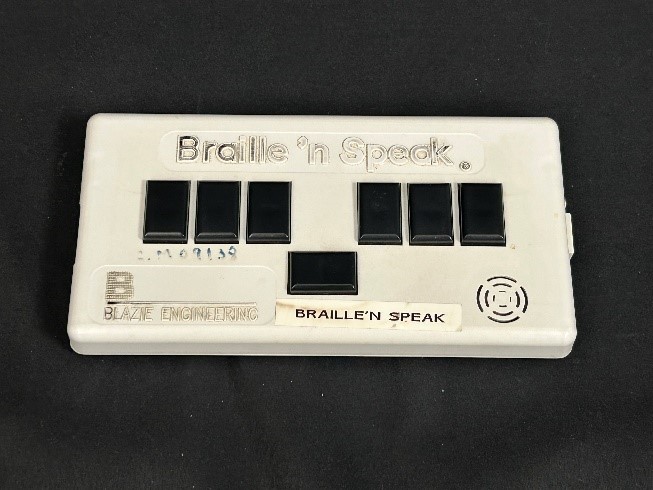 Braille 'n Speak®
B
BLAZIE ENGINEERING
BRAILLE'N SPEAK